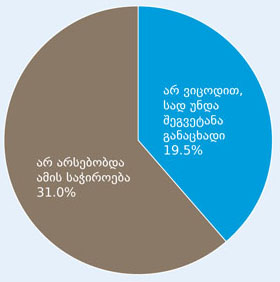 არ ვიცოდით,
სად უნდა
შეგვეტანა
განაცხადი
19.5%
არ არსებობდა
ამის საჭიროება
31.0%